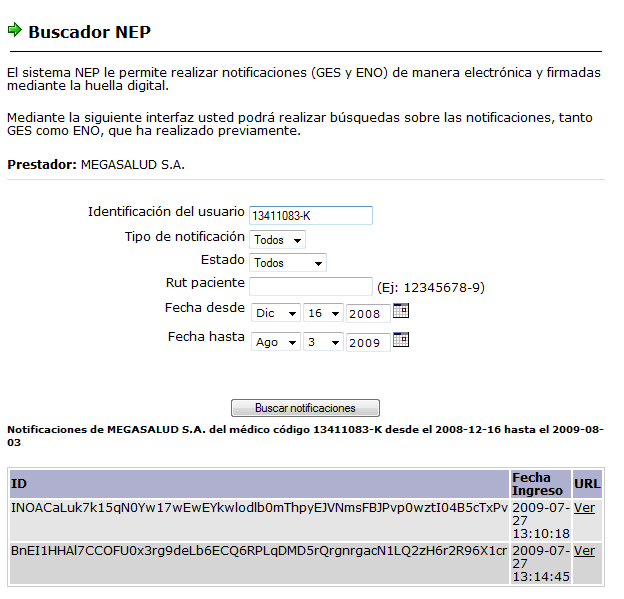 Buscador NEP
El sistema NEP le permite realizar notificaciones (GES y ENO) de manera electrónica y firmadas
mediante la huella digital.
Mediante la siguiente interfaz usted podrá realizar búsquedas sobre las notificaciones, tanto
GES como ENO, que ha realizado previamente.
Prestador: MEGASALUD S.A.
Identificación del usuario 13411083-K
Tipo de notificación Todos
Estado Todos
Rut paciente (Ej: 12345678-9)
Fecha desde Dic 16 2008
Fecha hasta Ago 3 2009
Buscar notificaciones
Notificaciones de MEGASALUD S.A. del médico código 13411083-K desde el 2008-12-16 hasta el 2009-08-
03
ID Fecha Ingreso URL
INOACaLuk7k15qN0Yw17wEwEYkwlodlb0mThpyEJVNmsFBJPvp0wztI04B5cTxPv 2009-07-27 13:10:18 Ver
BnEI1HHAl7CCOFU0x3rg9deLb6ECQ6RPLqDMD5rQrgnrgacN1LQ2zH6r2R96X1cr 2009-07-27 13:14:45 Ver